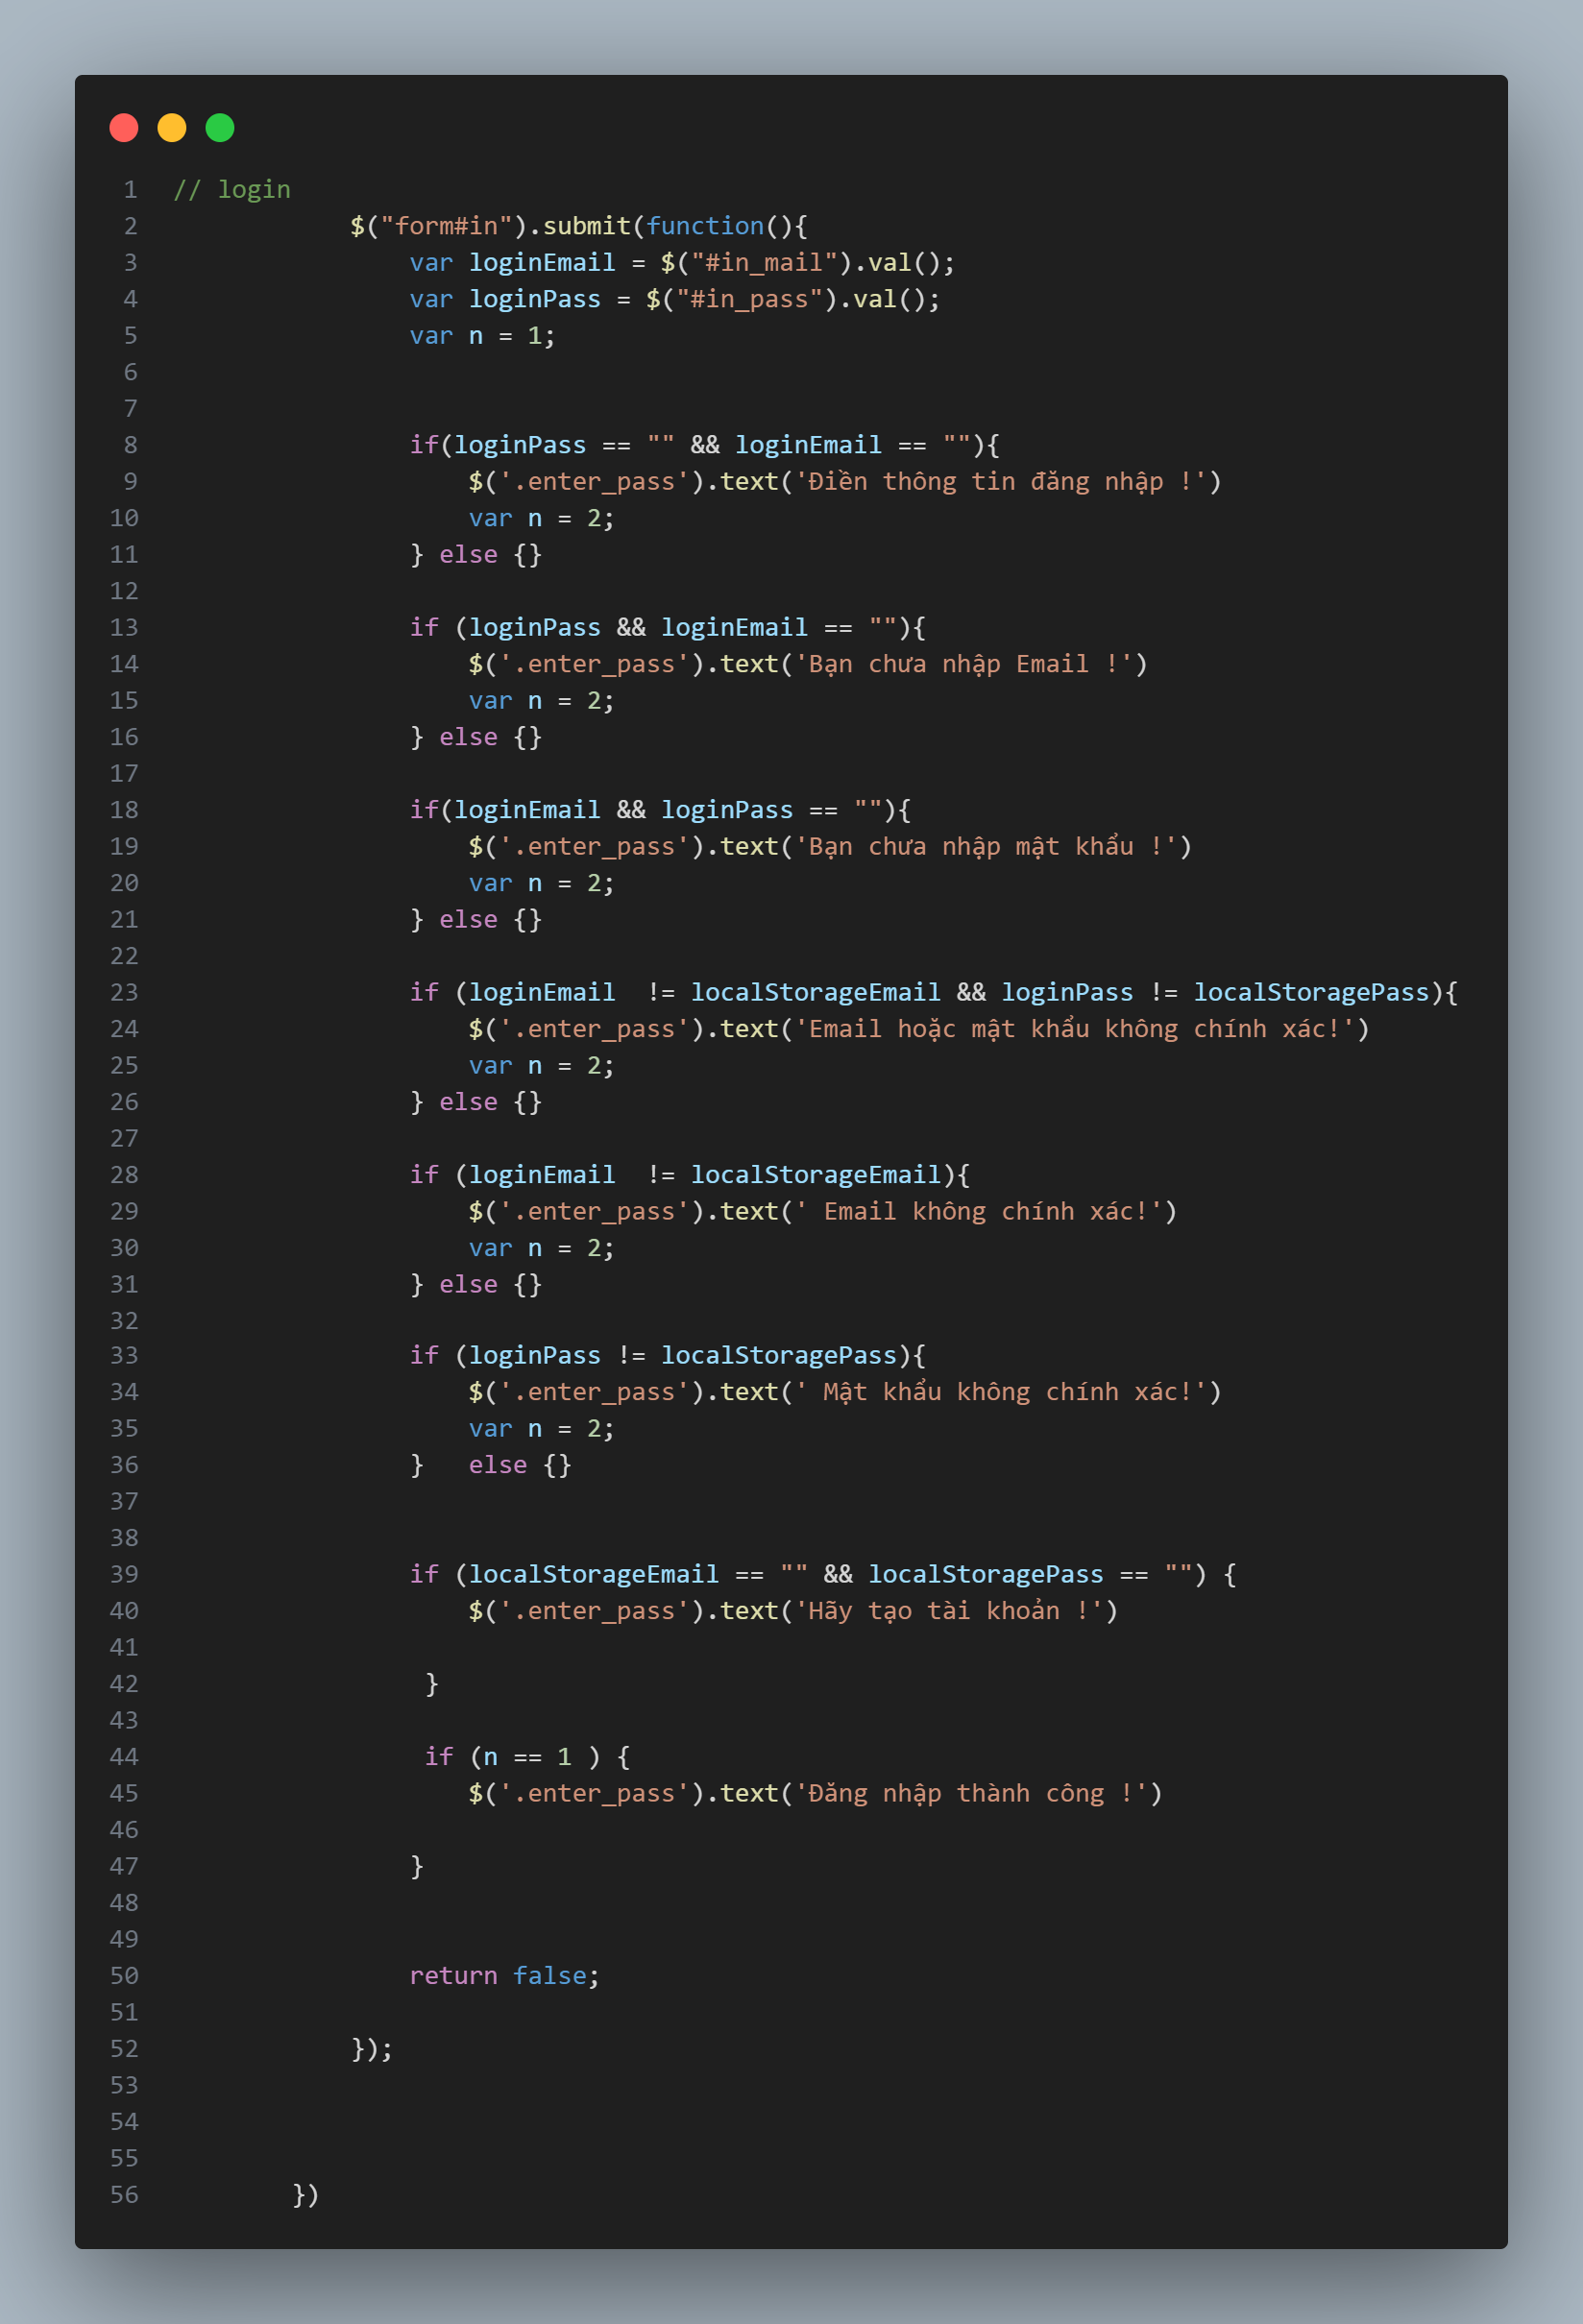 1 // login
2 $("form#in").submit(function(){
3 var loginEmail = $("#in_mail").val();
4 var loginPass = $("#in_pass").val();
5 var n = 1;
6
7
8 if(loginPass == "" && loginEmail == ""){
9 $('.enter_pass').text('Điền thông tin đăng nhập !')
10 var n = 2;
11 } else {}
12
13 if (loginPass && loginEmail == ""){
14 $('.enter_pass').text('Bạn chưa nhập Email !')
15 var n = 2;
16 } else {}
17
18 if(loginEmail && loginPass == ""){
19 $('.enter_pass').text('Bạn chưa nhập mật khẩu !')
20 var n = 2;
21 } else {}
22
23 if (loginEmail  != localStorageEmail && loginPass != localStoragePass){
24 $('.enter_pass').text('Email hoặc mật khẩu không chính xác!')
25 var n = 2;
26 } else {}
27
28 if (loginEmail  != localStorageEmail){
29 $('.enter_pass').text(' Email không chính xác!')
30 var n = 2;
31 } else {}
32
33 if (loginPass != localStoragePass){
34 $('.enter_pass').text(' Mật khẩu không chính xác!')
35 var n = 2;
36 }   else {}
37
38
39 if (localStorageEmail == "" && localStoragePass == "") {
40 $('.enter_pass').text('Hãy tạo tài khoản !')
41
42 }
43
44 if (n == 1 ) {
45 $('.enter_pass').text('Đăng nhập thành công !')
46
47 }
48
49
50 return false;
51
52 });
53
54
55
56 })